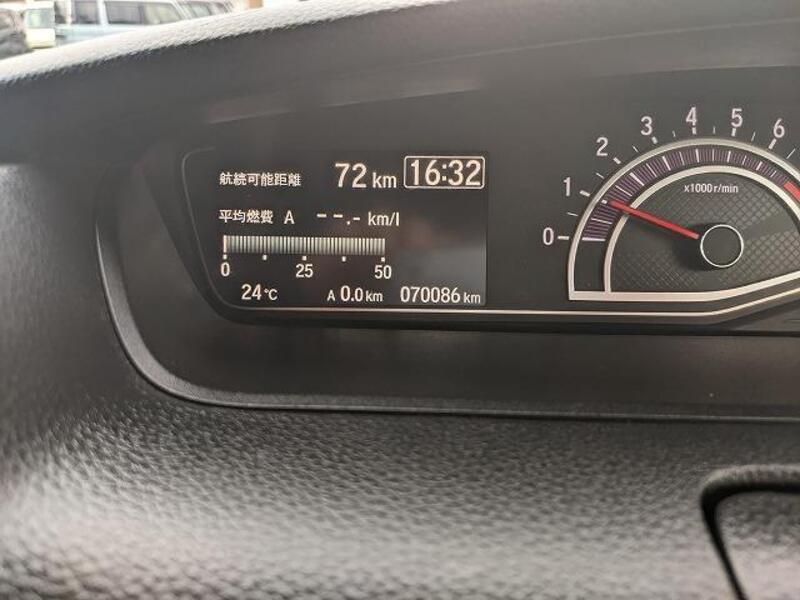 航続可能距離 72 km 16:32
平均燃費 A --.- km/l
0 25 50
24℃ A 0.0 km 070086 km
0 1 2 3 4 5 6
x1000 r/min